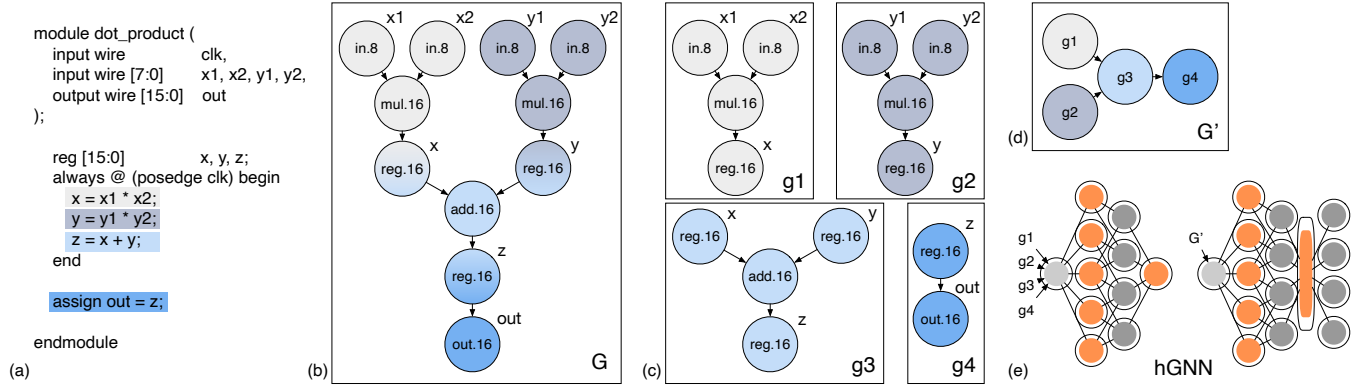 module dot_product (
input wire clk,
input wire [7:0] x1, x2, y1, y2,
output wire [15:0] out
);
reg [15:0] x, y, z;
always @ (posedge clk) begin
x = x1 * x2;
y = y1 * y2;
z = x + y;
end
assign out = z;
endmodule
(a)
x1 x2 y1 y2
in.8 in.8 in.8 in.8
mul.16 mul.16
x y
reg.16 reg.16
add.16
z
reg.16
out
out.16
G
(b)
x1 x2
in.8 in.8
mul.16
x
reg.16
g1
y1 y2
in.8 in.8
mul.16
y
reg.16
g2
x y
reg.16 reg.16
add.16
z
reg.16
g3
z
reg.16
out
out.16
g4
(c)
g1
g2
g3
g4
G'
(d)
g1
g2
g3
g4
G'
hGNN
(e)